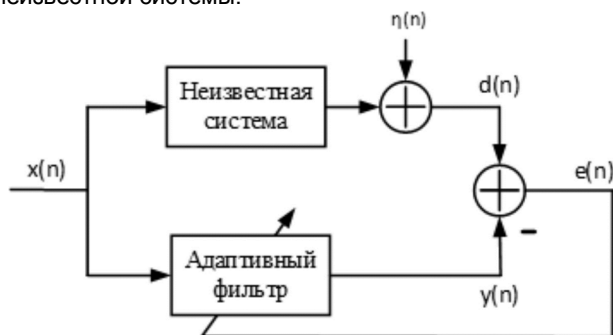 неизвестной системы.
η(n)
Неизвестная
система
d(n)
x(n)
e(n)
Адаптивный
фильтр
y(n)